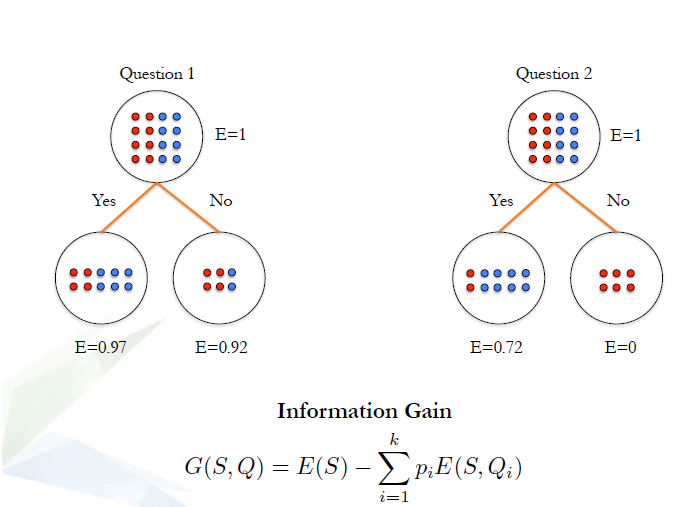 Question 1
Question 2
E=1
E=1
Yes
No
Yes
No
E=0.97
E=0.92
E=0.72
E=0
Information Gain
G(S, Q) = E(S) − ∑_{i=1}^{k} p_i E(S, Q_i)